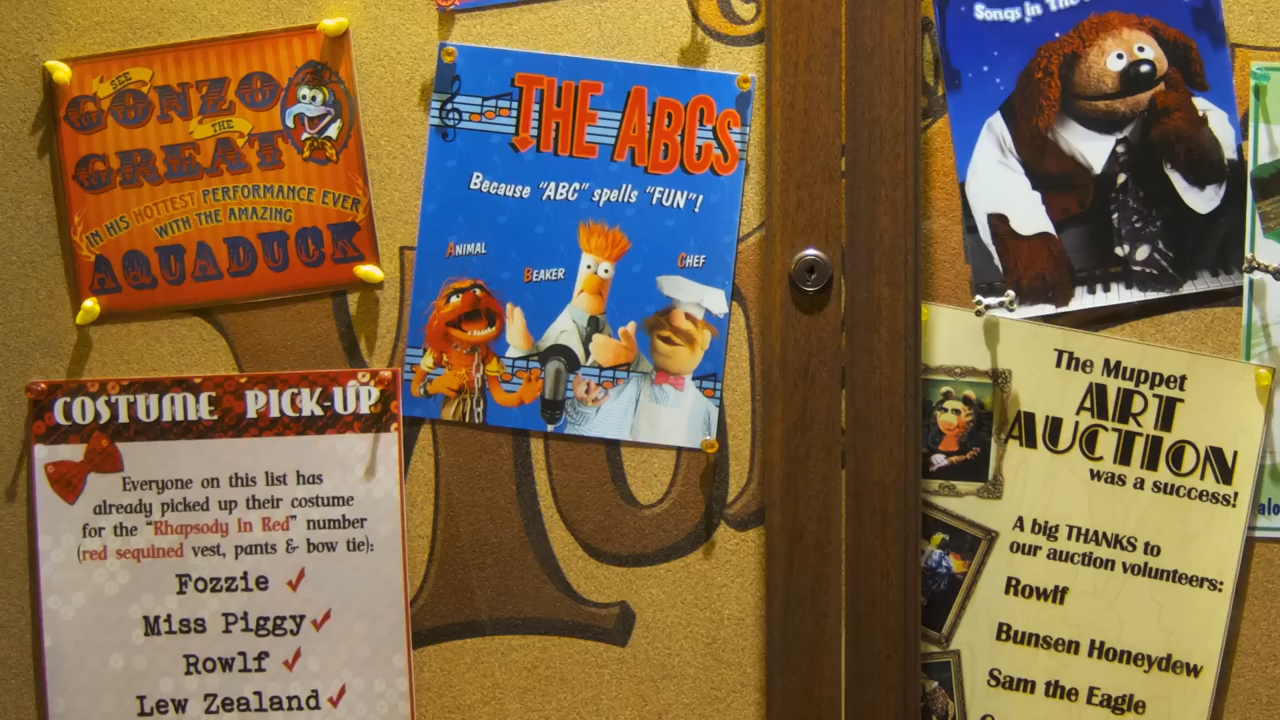 SEE
GONZO
THE
GREAT
IN HIS HOTTEST PERFORMANCE EVER
WITH THE AMAZING
AQUADUCK
THE ABCs
Because "ABC" spells "FUN"!
ANIMAL
BEAKER
CHEF
COSTUME PICK-UP
Everyone on this list has
already picked up their costume
for the "Rhapsody In Red" number
(red sequined vest, pants & bow tie):
Fozzie
Miss Piggy
Rowlf
Lew Zealand
Songs in The
The Muppet
ART
AUCTION
was a success!
A big THANKS to
our auction volunteers:
Rowlf
Bunsen Honeydew
Sam the Eagle